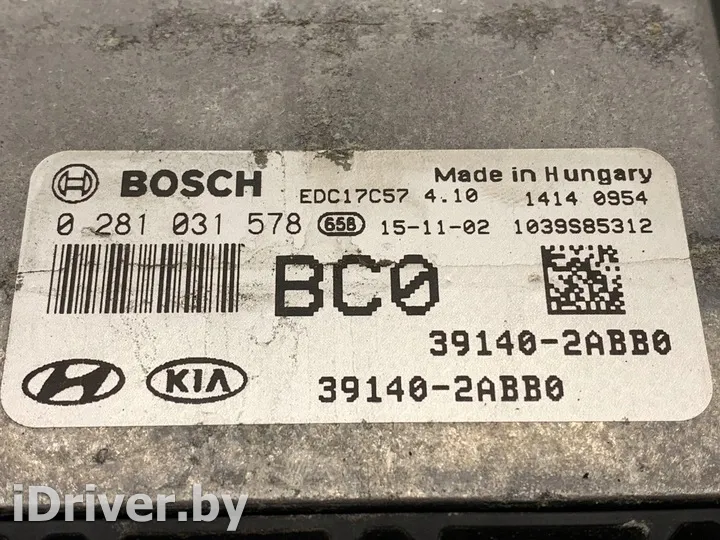 BOSCH
EDC17C57 4.10
Made in Hungary
1414 0954
0 281 031 578 658 15-11-02 1039S85312
BC0
39140-2ABB0
KIA 39140-2ABB0
iDriver.by